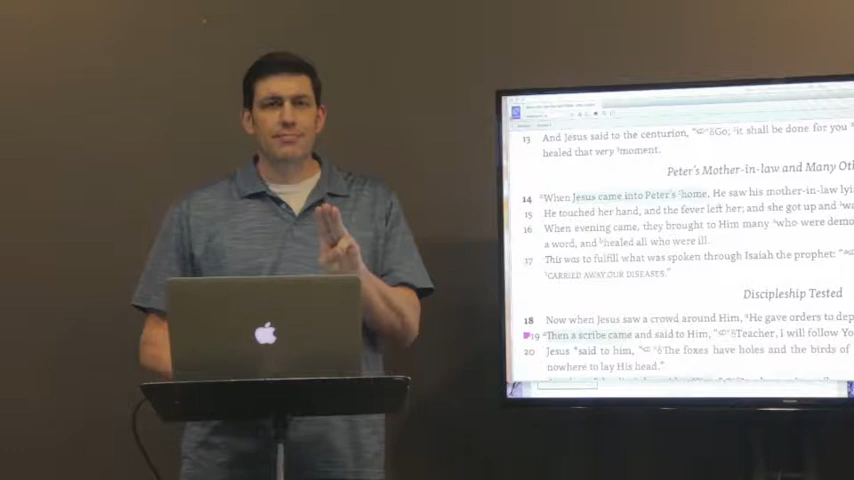 13 And Jesus said to the centurion, "Go; it shall be done for you
healed that very moment.
Peter's Mother-in-law and Many Oth
14 When Jesus came into Peter's home, He saw his mother-in-law lyi
15 He touched her hand, and the fever left her; and she got up and
16 When evening came, they brought to Him many who were demo
a word, and healed all who were ill.
17 This was to fulfill what was spoken through Isaiah the prophet: "
CARRIED AWAY OUR DISEASES."
Discipleship Tested
18 Now when Jesus saw a crowd around Him, He gave orders to dep
19 Then a scribe came and said to Him, "Teacher, I will follow Yo
20 Jesus *said to him, "The foxes have holes and the birds of
nowhere to lay His head."